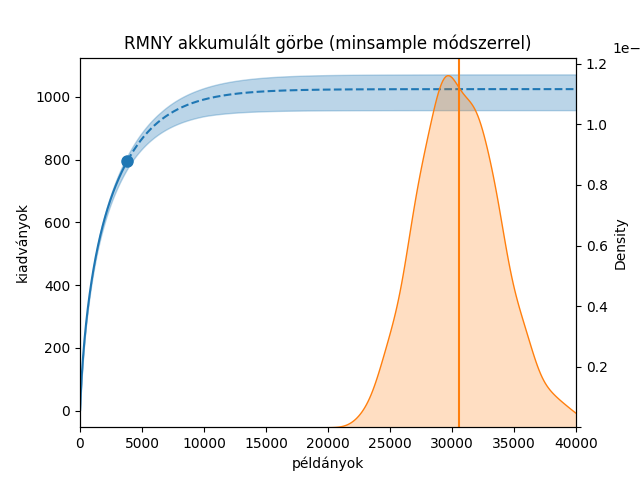 RMNY akkumulált görbe (minsample módszerrel)
1e−
1000
800
600
400
200
0
kiadványok
1.2
1.0
0.8
0.6
0.4
0.2
Density
0 5000 10000 15000 20000 25000 30000 35000 40000
példányok